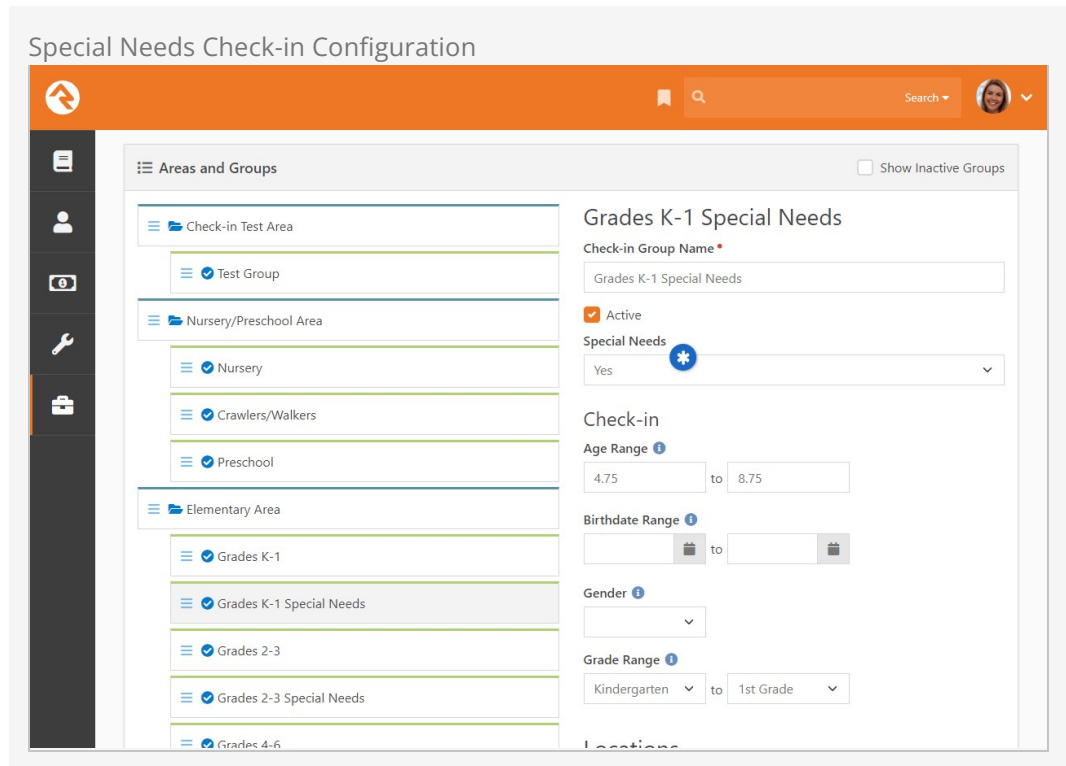 Special Needs Check-in Configuration
Search
Areas and Groups
Show Inactive Groups
Check-in Test Area
Test Group
Nursery/Preschool Area
Nursery
Crawlers/Walkers
Preschool
Elementary Area
Grades K-1
Grades K-1 Special Needs
Grades 2-3
Grades 2-3 Special Needs
Grades 4-6
Grades K-1 Special Needs
Check-in Group Name
Grades K-1 Special Needs
Active
Special Needs
Yes
Check-in
Age Range
4.75 to 8.75
Birthdate Range
to
Gender
Grade Range
Kindergarten to 1st Grade
Locations